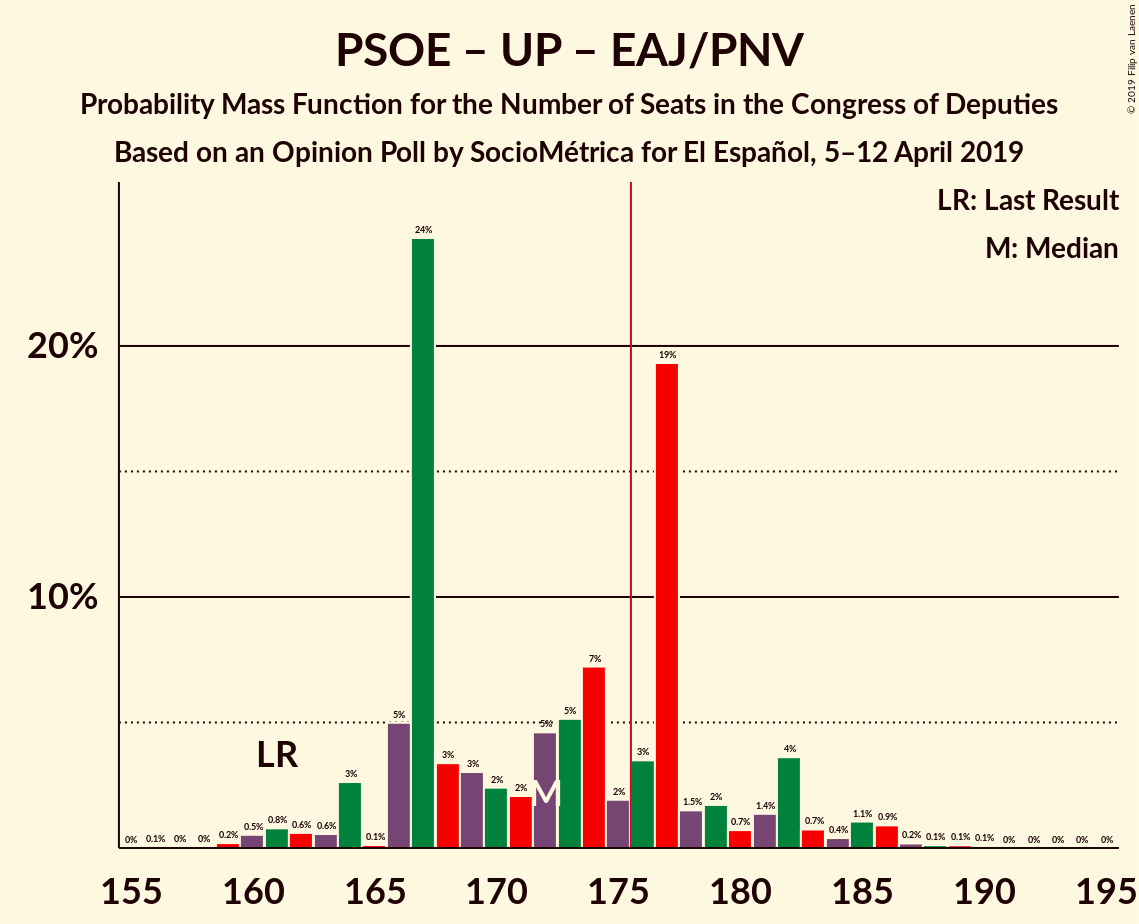 PSOE – UP – EAJ/PNV
Probability Mass Function for the Number of Seats in the Congress of Deputies
Based on an Opinion Poll by SocioMétrica for El Español, 5–12 April 2019
© 2019 Filip van Laenen
LR: Last Result
M: Median
20%
10%
LR
M
0% 0.1% 0% 0% 0.2% 0.5% 0.8% 0.6% 0.6% 3% 0.1% 5% 24% 3% 3% 2% 2% 5% 5% 7% 2% 3% 19% 1.5% 2% 0.7% 1.4% 4% 0.7% 0.4% 1.1% 0.9% 0.2% 0.1% 0.1% 0.1% 0% 0% 0% 0% 0%
155 160 165 170 175 180 185 190 195